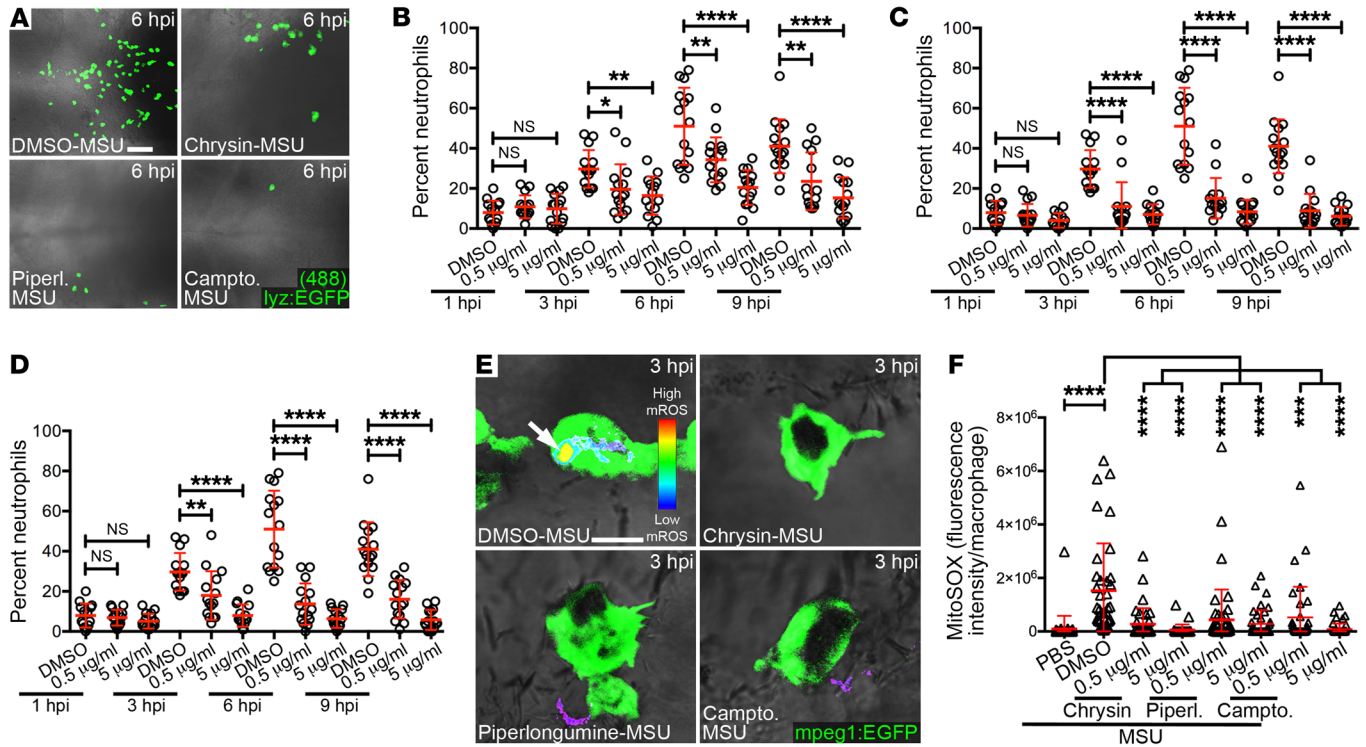 A
6 hpi
DMSO-MSU
6 hpi
Chrysin-MSU
6 hpi
Piperl.
MSU
6 hpi
Campto.
MSU
(488)
lyz:EGFP
B
Percent neutrophils
100
80
60
40
20
0
NS
NS
*
**
**
****
**
****
DMSO
0.5 µg/ml
5 µg/ml
DMSO
0.5 µg/ml
5 µg/ml
DMSO
0.5 µg/ml
5 µg/ml
DMSO
0.5 µg/ml
5 µg/ml
1 hpi
3 hpi
6 hpi
9 hpi
C
Percent neutrophils
100
80
60
40
20
0
NS
NS
****
****
****
****
****
****
DMSO
0.5 µg/ml
5 µg/ml
DMSO
0.5 µg/ml
5 µg/ml
DMSO
0.5 µg/ml
5 µg/ml
DMSO
0.5 µg/ml
5 µg/ml
1 hpi
3 hpi
6 hpi
9 hpi
D
Percent neutrophils
100
80
60
40
20
0
NS
NS
**
****
****
****
****
****
DMSO
0.5 µg/ml
5 µg/ml
DMSO
0.5 µg/ml
5 µg/ml
DMSO
0.5 µg/ml
5 µg/ml
DMSO
0.5 µg/ml
5 µg/ml
1 hpi
3 hpi
6 hpi
9 hpi
E
3 hpi
High
mROS
Low
mROS
DMSO-MSU
3 hpi
Chrysin-MSU
3 hpi
Piperlongumine-MSU
3 hpi
Campto.
MSU
mpeg1:EGFP
F
MitoSOX (fluorescence
intensity/macrophage)
8×10⁶
6×10⁶
4×10⁶
2×10⁶
0
****
****
****
****
****
***
****
PBS
DMSO
0.5 µg/ml
5 µg/ml
0.5 µg/ml
5 µg/ml
0.5 µg/ml
5 µg/ml
Chrysin
Piperl.
Campto.
MSU